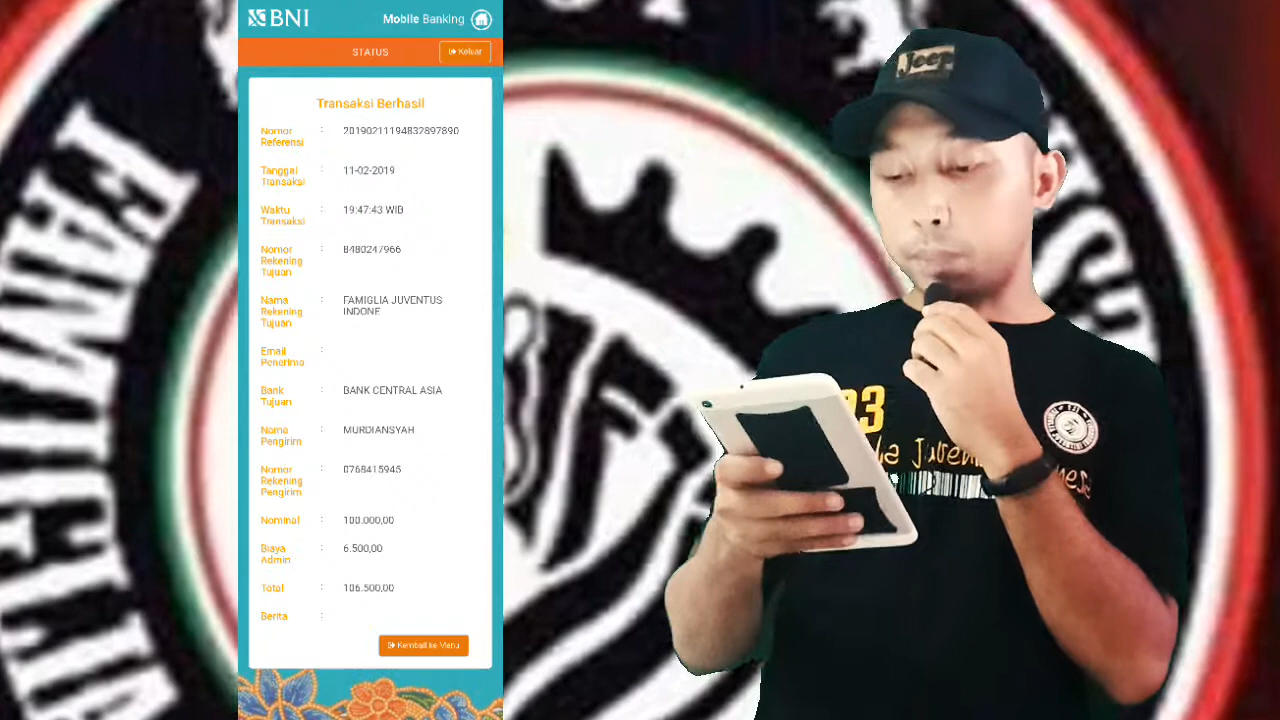 BNI
Mobile Banking
STATUS
Keluar
Transaksi Berhasil
Nomor Referensi : 20190211194832897890
Tanggal Transaksi : 11-02-2019
Waktu Transaksi : 19:47:43 WIB
Nomor Rekening Tujuan : 8480247966
Nama Rekening Tujuan : FAMIGLIA JUVENTUS INDONE
Email Penerima :
Bank Tujuan : BANK CENTRAL ASIA
Nama Pengirim : MURDIANSYAH
Nomor Rekening Pengirim : 0768415945
Nominal : 100.000,00
Biaya Admin : 6.500,00
Total : 106.500,00
Berita :
Kembali ke Menu
Jeep